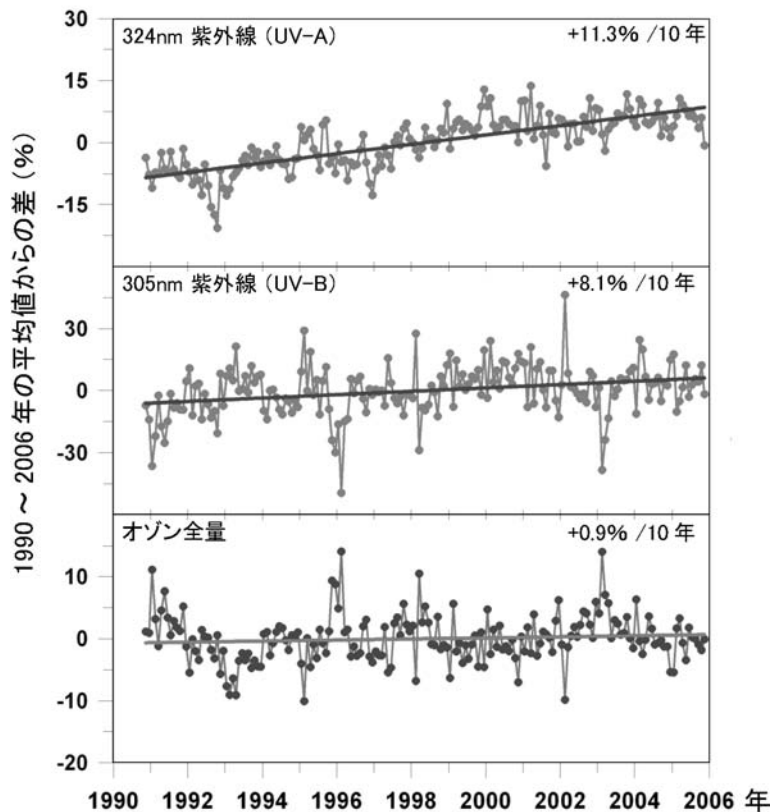 324nm 紫外線（UV-A）
+11.3% /10 年
30
15
0
-15
305nm 紫外線（UV-B）
+8.1% /10 年
30
0
-30
オゾン全量
+0.9% /10 年
10
0
-10
-20
1990 ～ 2006 年の平均値からの差（%）
1990 1992 1994 1996 1998 2000 2002 2004 2006 年